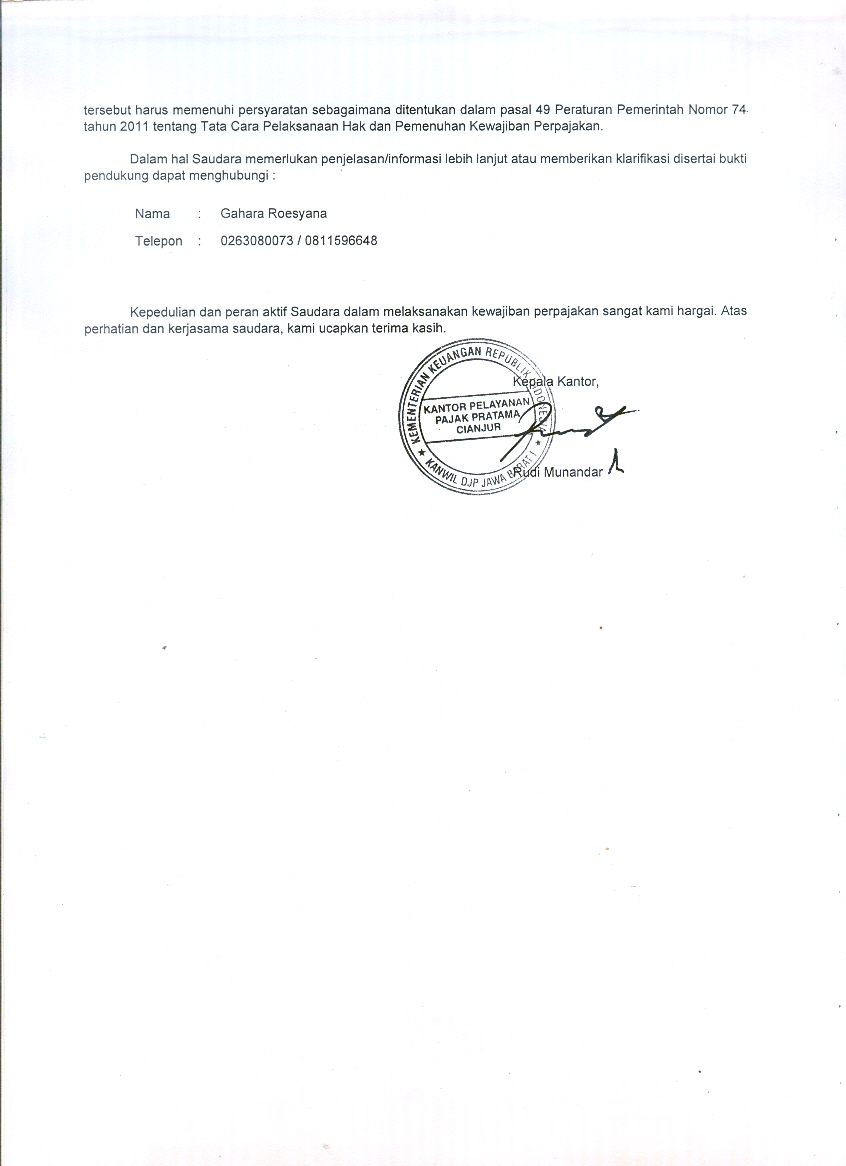 tersebut harus memenuhi persyaratan sebagaimana ditentukan dalam pasal 49 Peraturan Pemerintah Nomor 74
tahun 2011 tentang Tata Cara Pelaksanaan Hak dan Pemenuhan Kewajiban Perpajakan.
Dalam hal Saudara memerlukan penjelasan/informasi lebih lanjut atau memberikan klarifikasi disertai bukti
pendukung dapat menghubungi :
Nama : Gahara Roesyana
Telepon : 0263080073 / 0811596648
Kepedulian dan peran aktif Saudara dalam melaksanakan kewajiban perpajakan sangat kami hargai. Atas
perhatian dan kerjasama saudara, kami ucapkan terima kasih.
Kepala Kantor,
KEMENTERIAN KEUANGAN REPUBLIK INDONESIA
KANTOR PELAYANAN
PAJAK PRATAMA
CIANJUR
KANWIL DJP JAWA BARAT I
Rudi Munandar